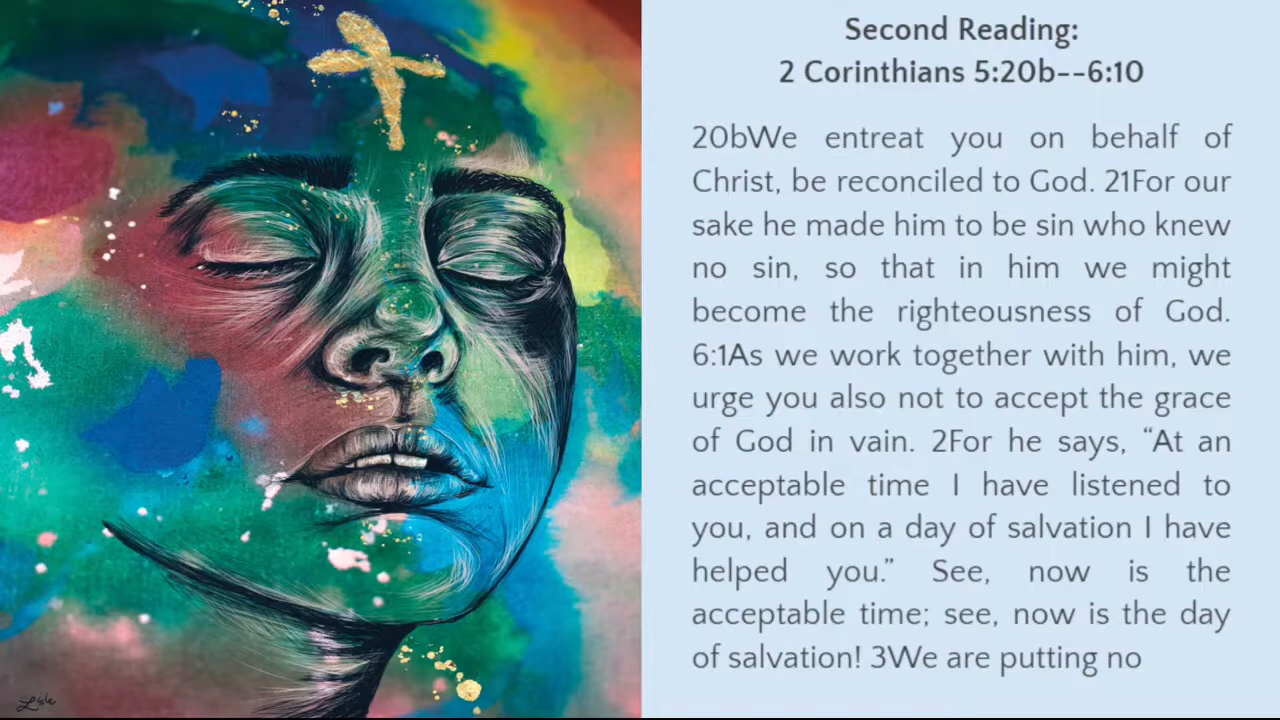 Second Reading:
2 Corinthians 5:20b--6:10
20bWe entreat you on behalf of
Christ, be reconciled to God. 21For our
sake he made him to be sin who knew
no sin, so that in him we might
become the righteousness of God.
6:1As we work together with him, we
urge you also not to accept the grace
of God in vain. 2For he says, “At an
acceptable time I have listened to
you, and on a day of salvation I have
helped you.” See, now is the
acceptable time; see, now is the day
of salvation! 3We are putting no